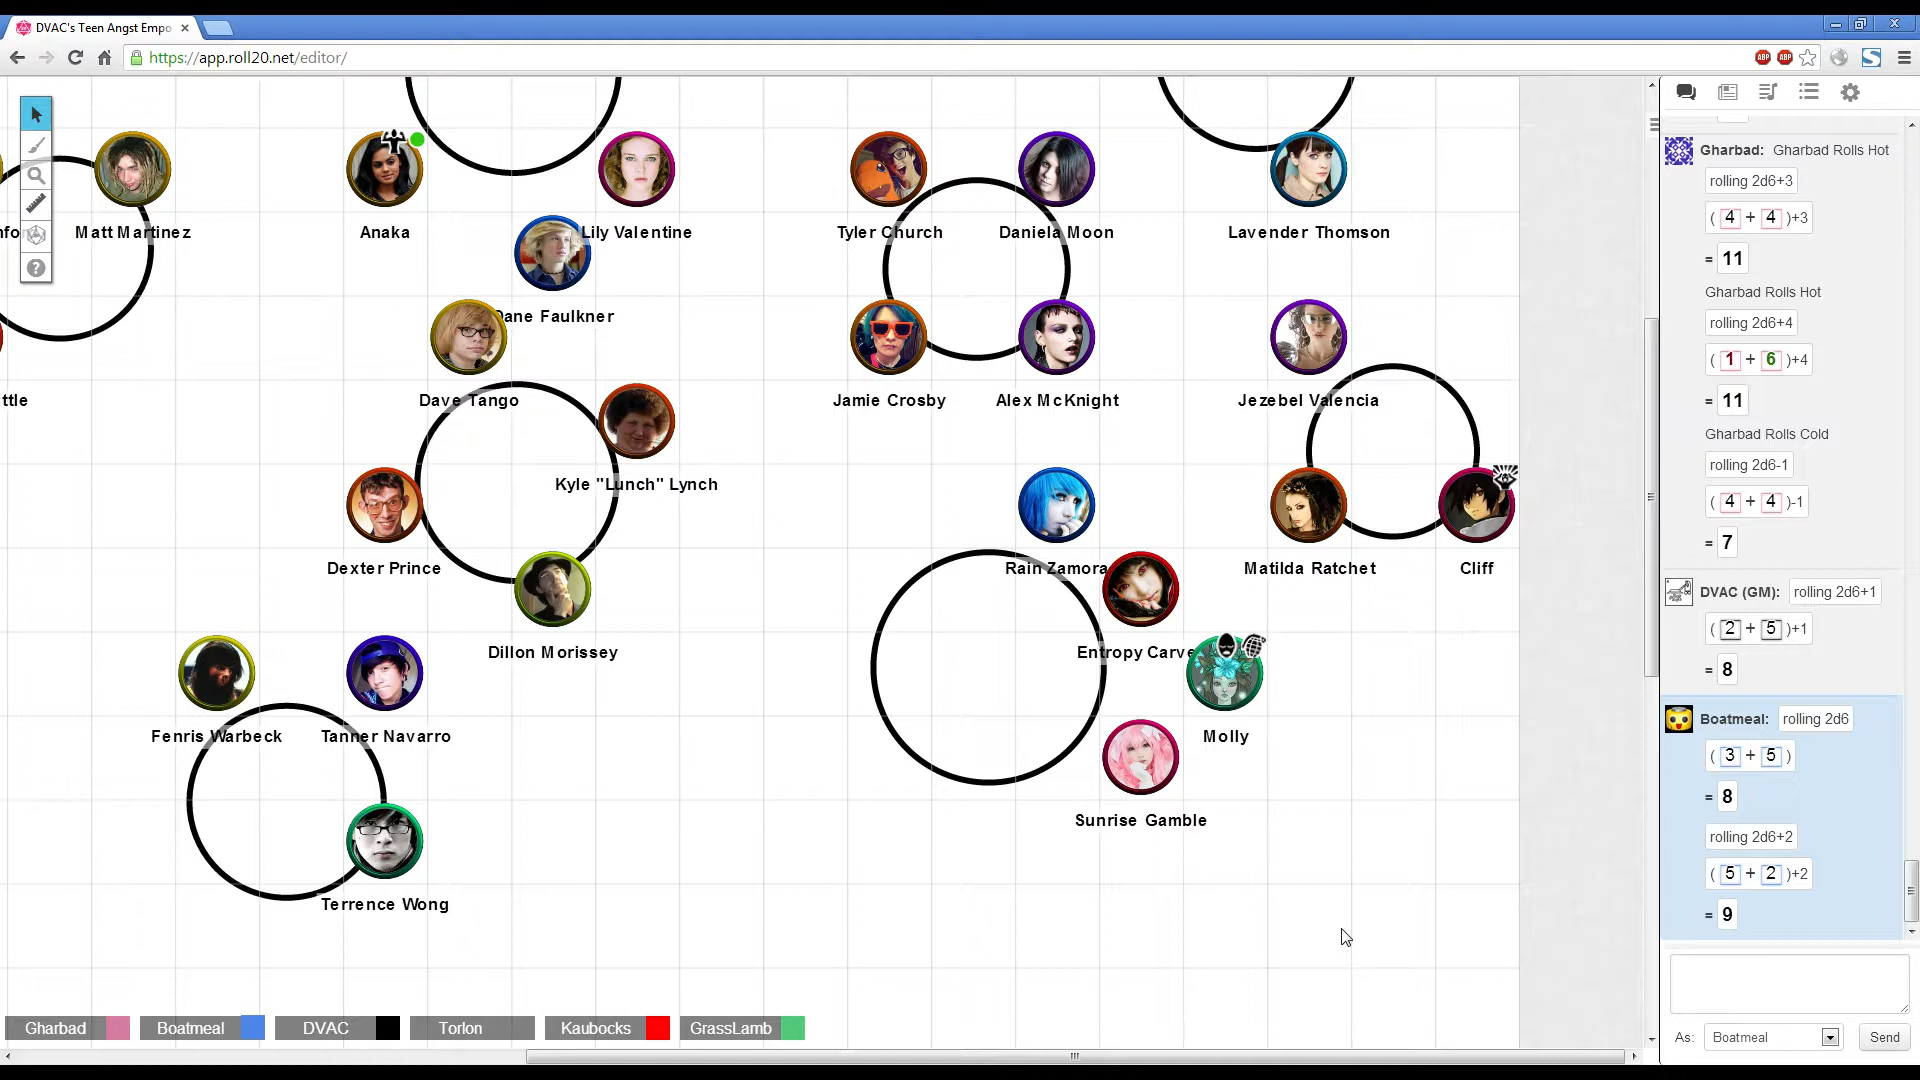 DVAC's Teen Angst Empo
https://app.roll20.net/editor/
ABP ABP S
Matt Martinez
Anaka
Lily Valentine
Tyler Church
Daniela Moon
Lavender Thomson
Dane Faulkner
ttle
Dave Tango
Jamie Crosby
Alex McKnight
Jezebel Valencia
Kyle "Lunch" Lynch
Dexter Prince
Rain Zamora
Matilda Ratchet
Cliff
Dillon Morissey
Entropy Carve
Fenris Warbeck
Tanner Navarro
Molly
Sunrise Gamble
Terrence Wong
Gharbad
Boatmeal
DVAC
Torlon
Kaubocks
GrassLamb
Gharbad: Gharbad Rolls Hot
rolling 2d6+3
( 4 + 4 )+3
= 11
Gharbad Rolls Hot
rolling 2d6+4
( 1 + 6 )+4
= 11
Gharbad Rolls Cold
rolling 2d6-1
( 4 + 4 )-1
= 7
DVAC (GM): rolling 2d6+1
( 2 + 5 )+1
= 8
Boatmeal: rolling 2d6
( 3 + 5 )
= 8
rolling 2d6+2
( 5 + 2 )+2
= 9
As: Boatmeal
Send